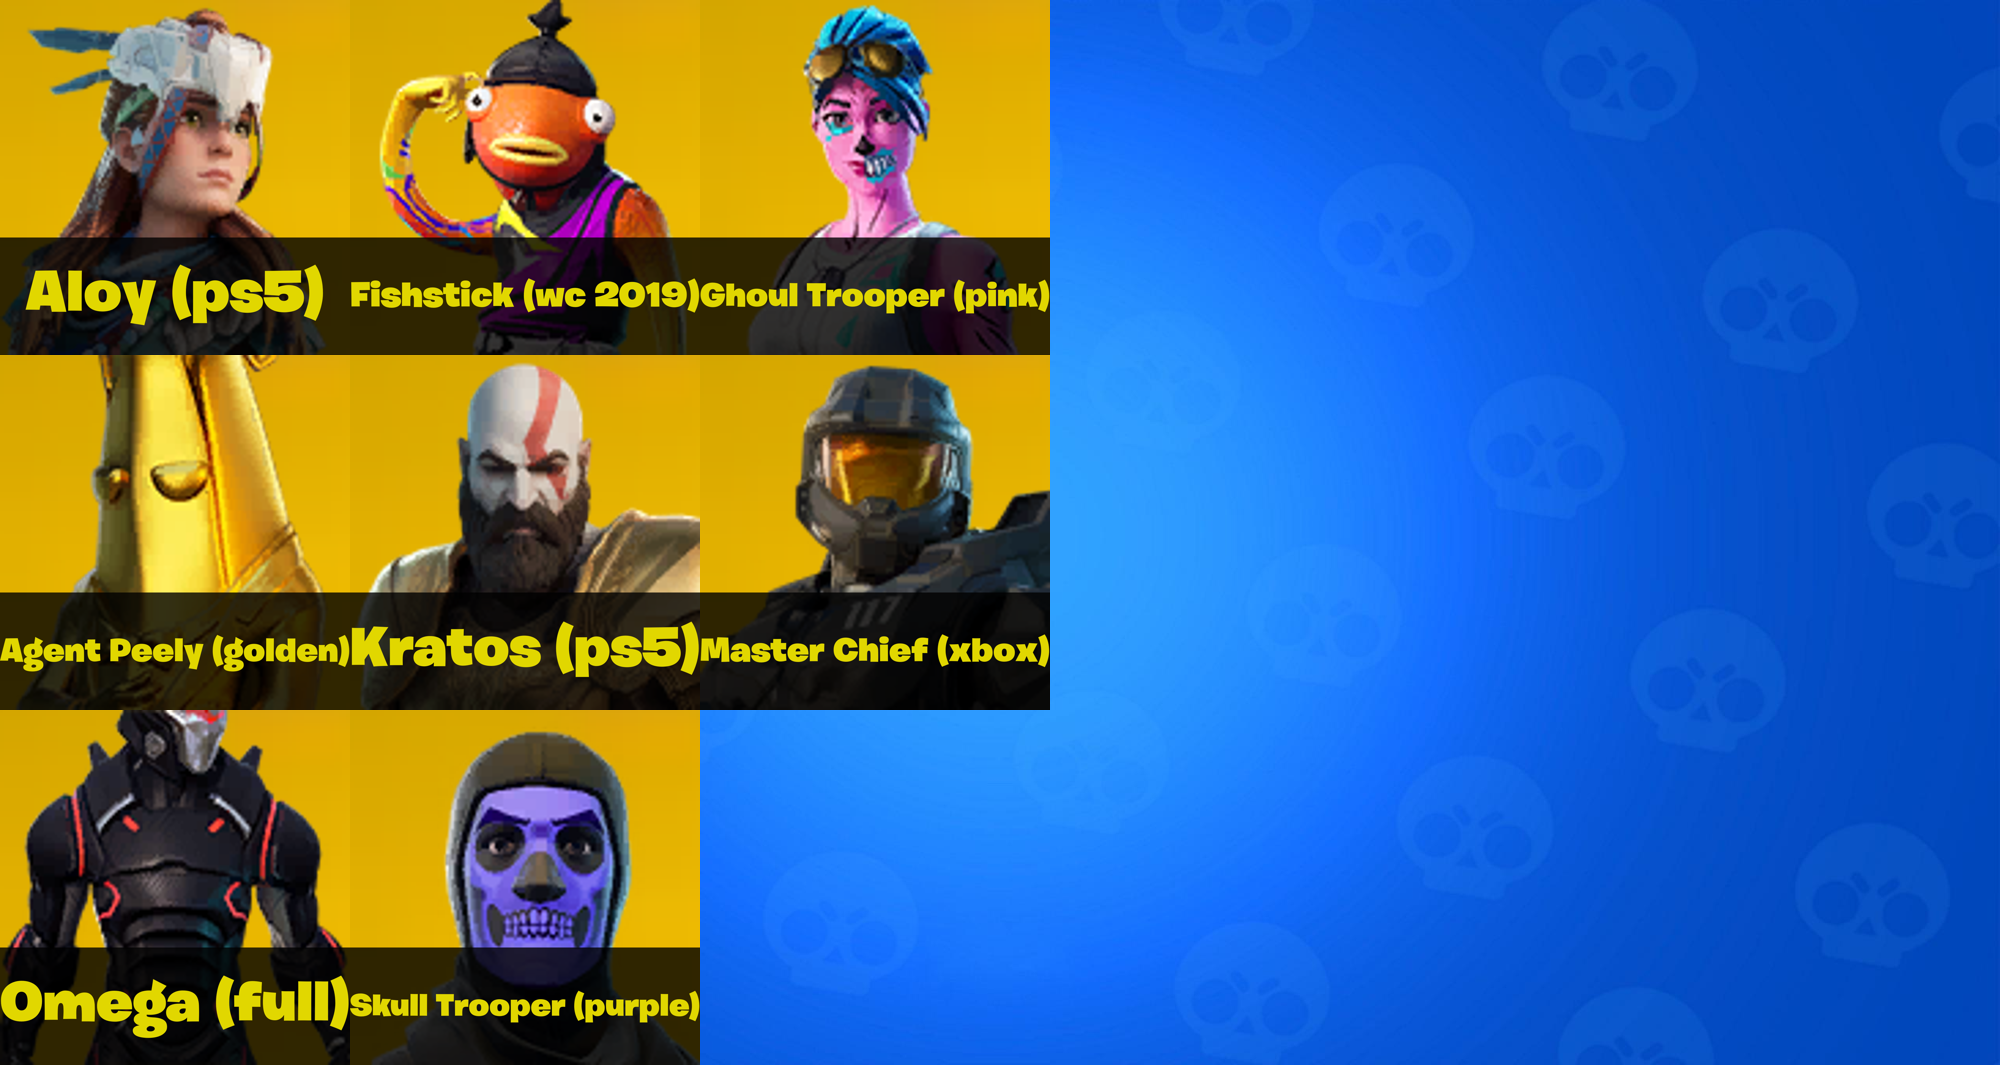 Aloy (ps5)
Fishstick (wc 2019)
Ghoul Trooper (pink)
Agent Peely (golden)
Kratos (ps5)
Master Chief (xbox)
117
Omega (full)
Skull Trooper (purple)